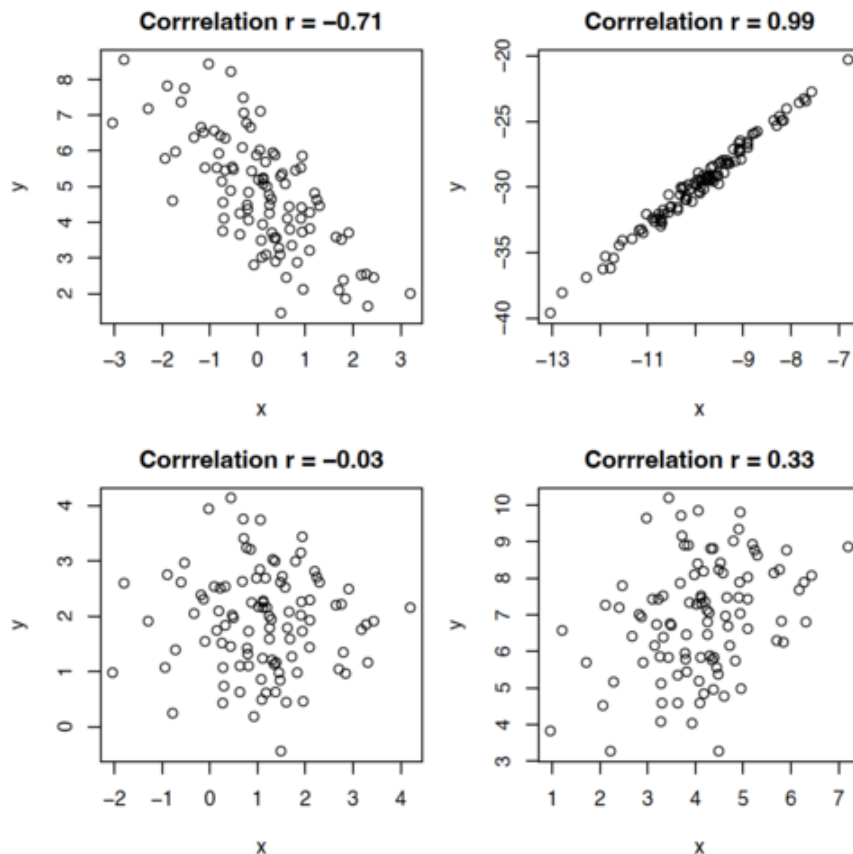 Corrrelation r = −0.71
8
7
6
5
4
3
2
y
−3 −2 −1 0 1 2 3
x
Corrrelation r = 0.99
−20
−25
−30
−35
−40
y
−13 −11 −9 −8 −7
x
Corrrelation r = −0.03
4
3
2
1
0
y
−2 −1 0 1 2 3 4
x
Corrrelation r = 0.33
10
9
8
7
6
5
4
3
y
1 2 3 4 5 6 7
x